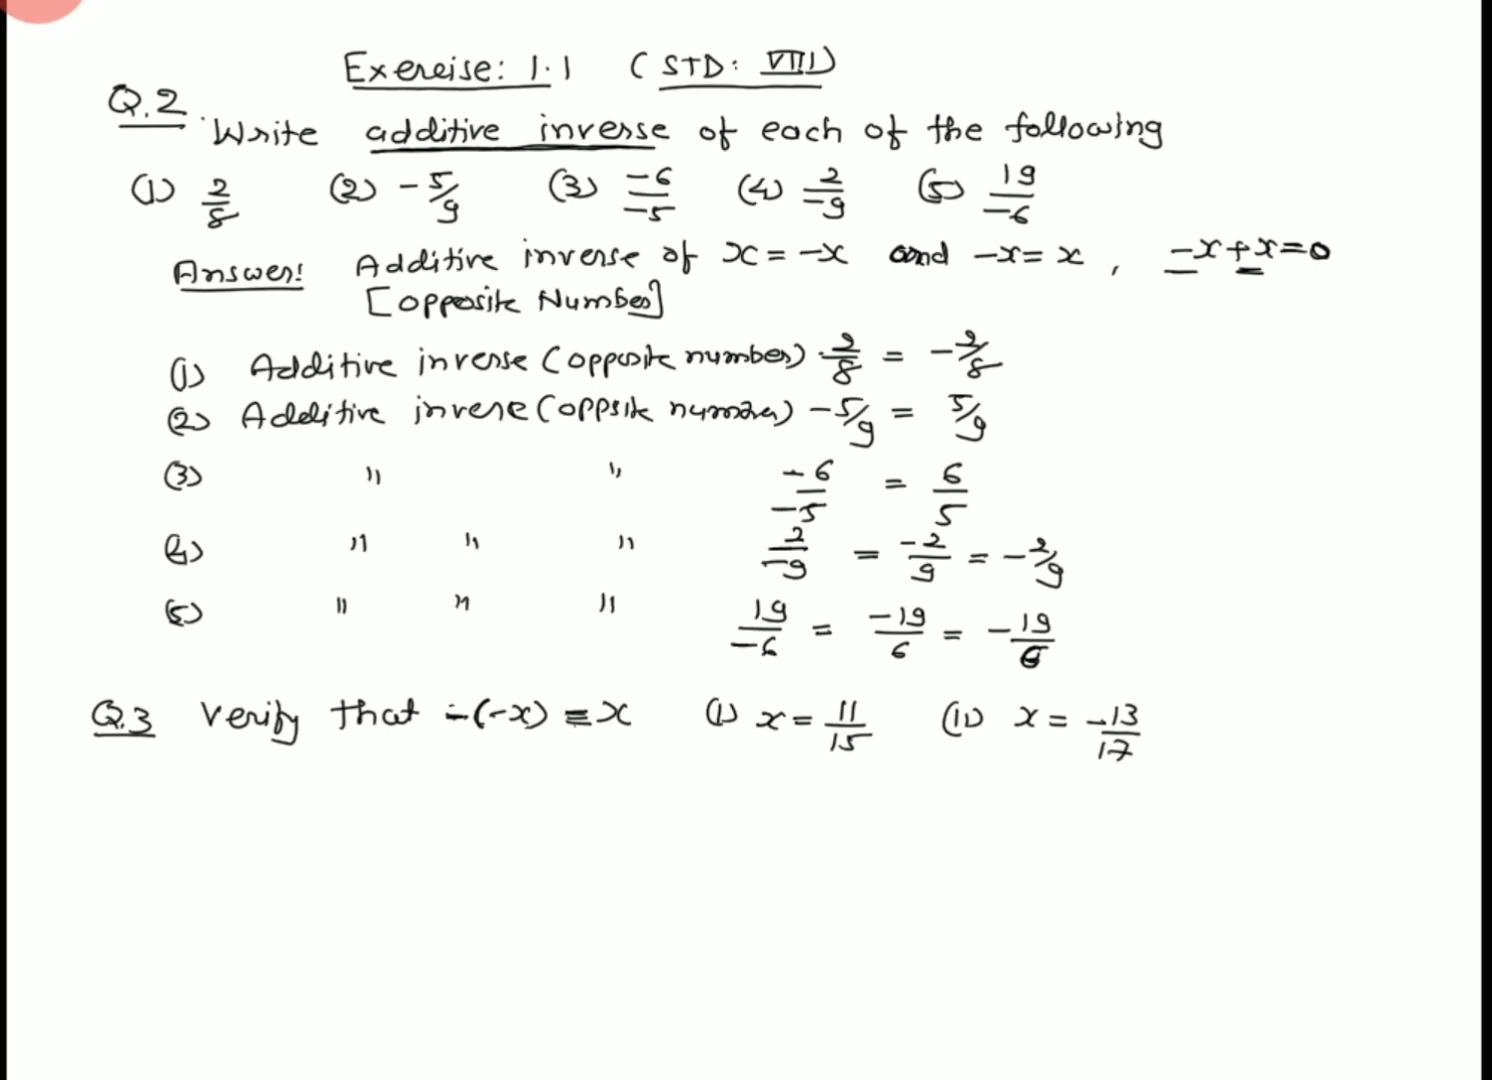 Exercise: 1.1 (STD: VIII)
Q.2 Write additive inverse of each of the following
(1) 2/8 (2) -5/9 (3) -6/-5 (4) 2/-9 (5) 19/-6
Answer: Additive inverse of x = -x and -x = x, -x+x=0
[opposite Number]
(1) Additive inverse (opposite number) 2/8 = -2/8
(2) Additive inverse (oppsite number) -5/9 = 5/9
(3) " " -6/-5 = 6/5
(4) " " " 2/-9 = -2/9 = -2/9
(5) " " " 19/-6 = -19/6 = -19/6
Q.3 Verify that -(-x) = x (i) x = 11/15 (ii) x = -13/17